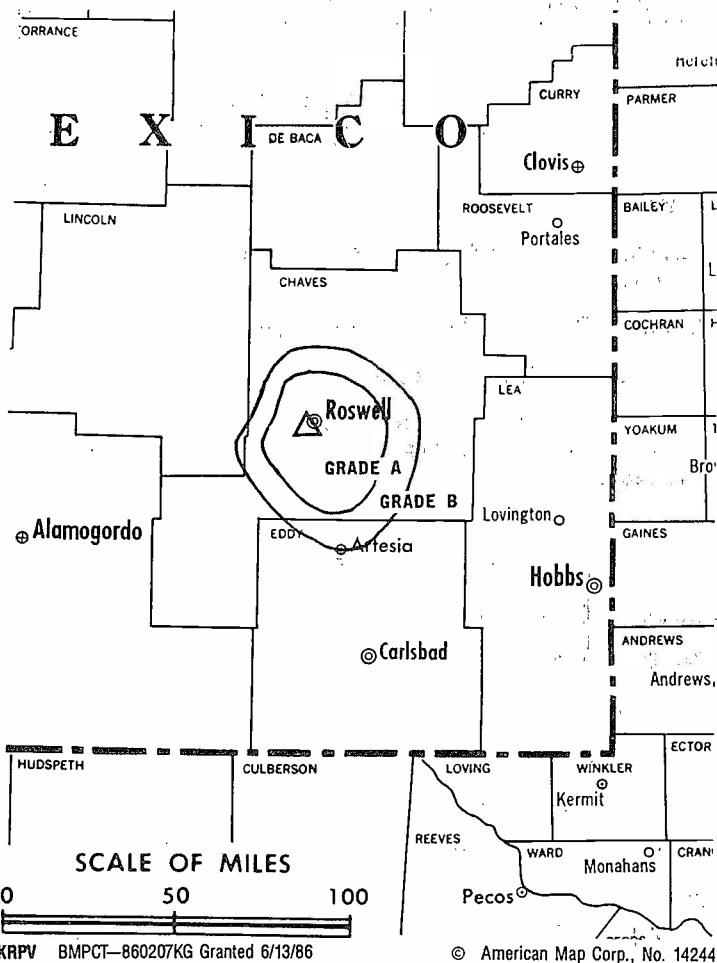 ORRANCE
CURRY
PARMER
E X I C O
DE BACA
Clovis
LINCOLN
ROOSEVELT
BAILEY
L
Portales
L
CHAVES
COCHRAN
H
LEA
Roswell
YOAKUM
GRADE A
Bro
GRADE B
Lovington
Alamogordo
EDDY
Artesia
GAINES
Hobbs
ANDREWS
Carlsbad
Andrews,
HUDSPETH
CULBERSON
LOVING
WINKLER
ECTOR
Kermit
REEVES
WARD
CRAN
Monahans
SCALE OF MILES
Pecos
0 50 100
KRPV BMPCT—860207KG Granted 6/13/86
© American Map Corp., No. 14244